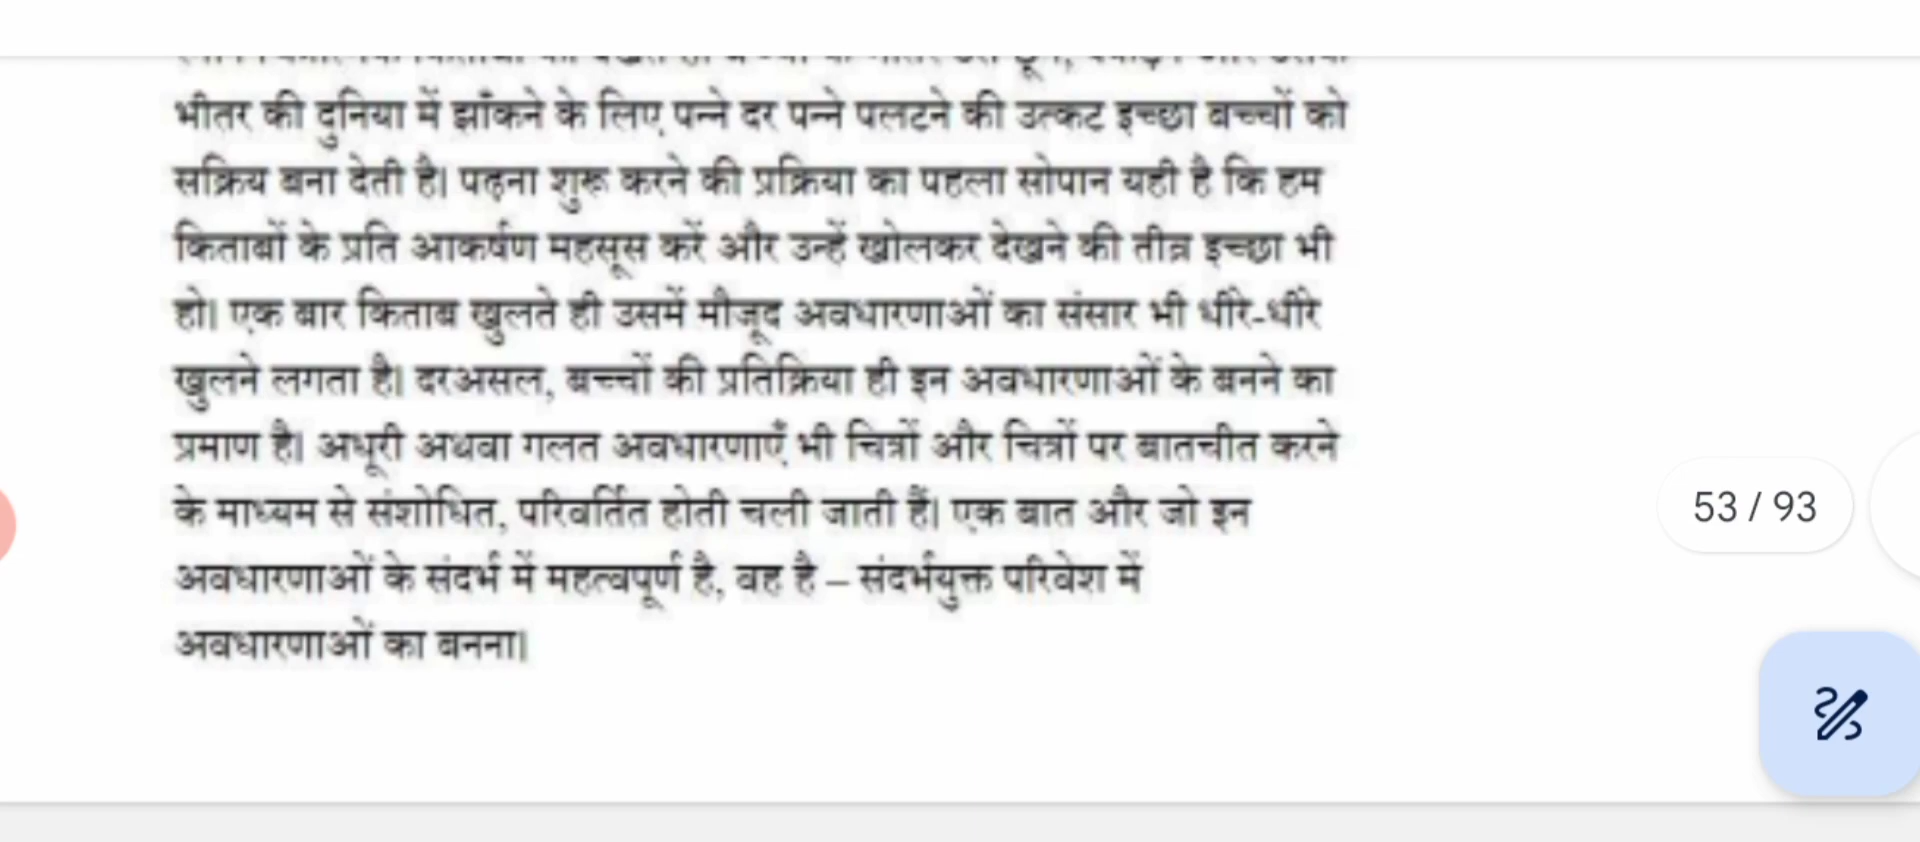 भीतर की दुनिया में झाँकने के लिए पन्ने दर पन्ने पलटने की उत्कट इच्छा बच्चों को
सक्रिय बना देती है। पढ़ना शुरू करने की प्रक्रिया का पहला सोपान यही है कि हम
किताबों के प्रति आकर्षण महसूस करें और उन्हें खोलकर देखने की तीव्र इच्छा भी
हो। एक बार किताब खुलते ही उसमें मौजूद अवधारणाओं का संसार भी धीरे-धीरे
खुलने लगता है। दरअसल, बच्चों की प्रतिक्रिया ही इन अवधारणाओं के बनने का
प्रमाण है। अधूरी अथवा गलत अवधारणाएँ भी चित्रों और चित्रों पर बातचीत करने
के माध्यम से संशोधित, परिवर्तित होती चली जाती हैं। एक बात और जो इन
अवधारणाओं के संदर्भ में महत्वपूर्ण है, वह है – संदर्भयुक्त परिवेश में
अवधारणाओं का बनना।
53 / 93